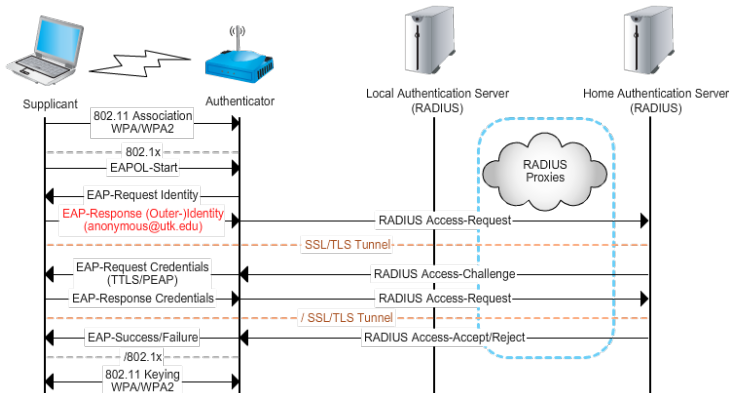 Supplicant
Authenticator
Local Authentication Server
(RADIUS)
Home Authentication Server
(RADIUS)
802.11 Association
WPA/WPA2
802.1x
EAPOL-Start
RADIUS
Proxies
EAP-Request Identity
EAP-Response (Outer-)Identity
(anonymous@utk.edu)
RADIUS Access-Request
SSL/TLS Tunnel
EAP-Request Credentials
(TTLS/PEAP)
RADIUS Access-Challenge
EAP-Response Credentials
RADIUS Access-Request
/ SSL/TLS Tunnel
EAP-Success/Failure
RADIUS Access-Accept/Reject
/802.1x
802.11 Keying
WPA/WPA2